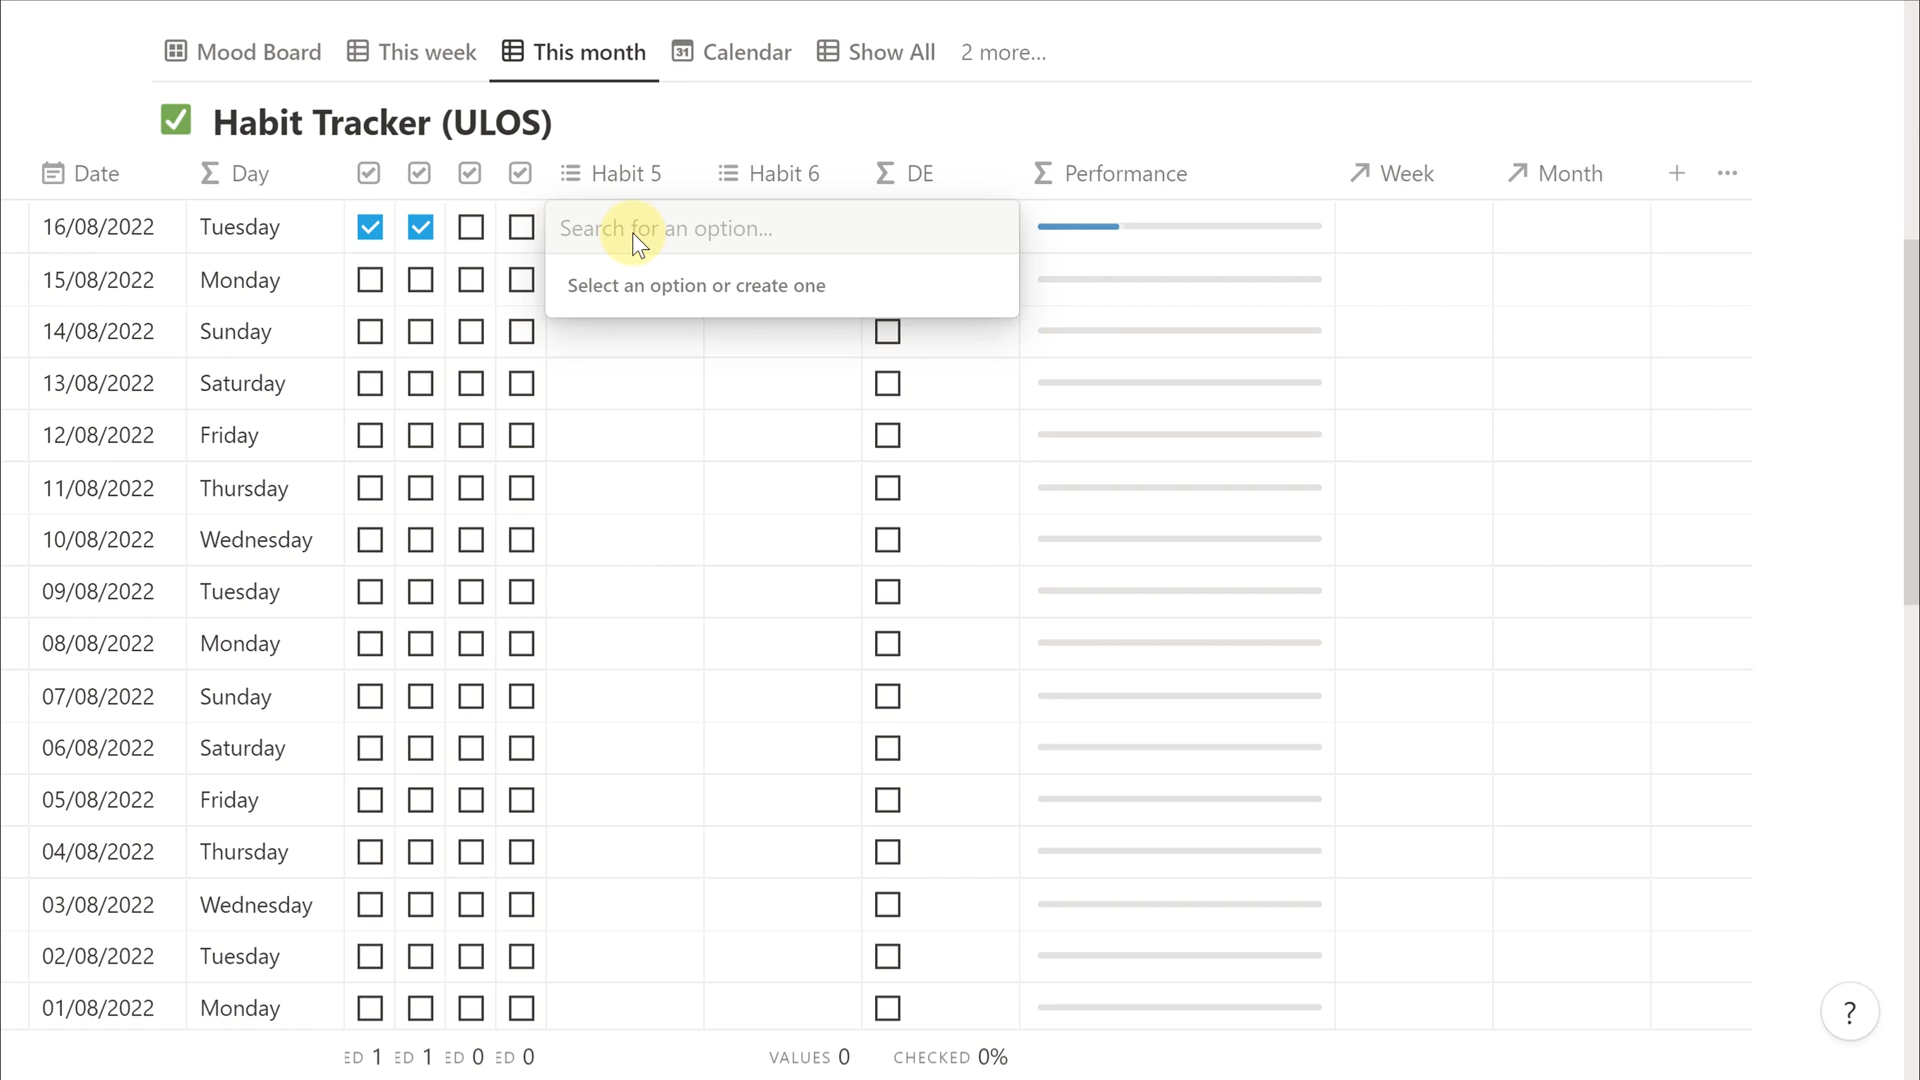 Mood Board This week This month 31 Calendar Show All 2 more...
Habit Tracker (ULOS)
Date Σ Day Habit 5 Habit 6 Σ DE Σ Performance Week Month + ...
16/08/2022 Tuesday Search for an option...
15/08/2022 Monday Select an option or create one
14/08/2022 Sunday
13/08/2022 Saturday
12/08/2022 Friday
11/08/2022 Thursday
10/08/2022 Wednesday
09/08/2022 Tuesday
08/08/2022 Monday
07/08/2022 Sunday
06/08/2022 Saturday
05/08/2022 Friday
04/08/2022 Thursday
03/08/2022 Wednesday
02/08/2022 Tuesday
01/08/2022 Monday
?
ED 1 ED 1 ED 0 ED 0 VALUES 0 CHECKED 0%